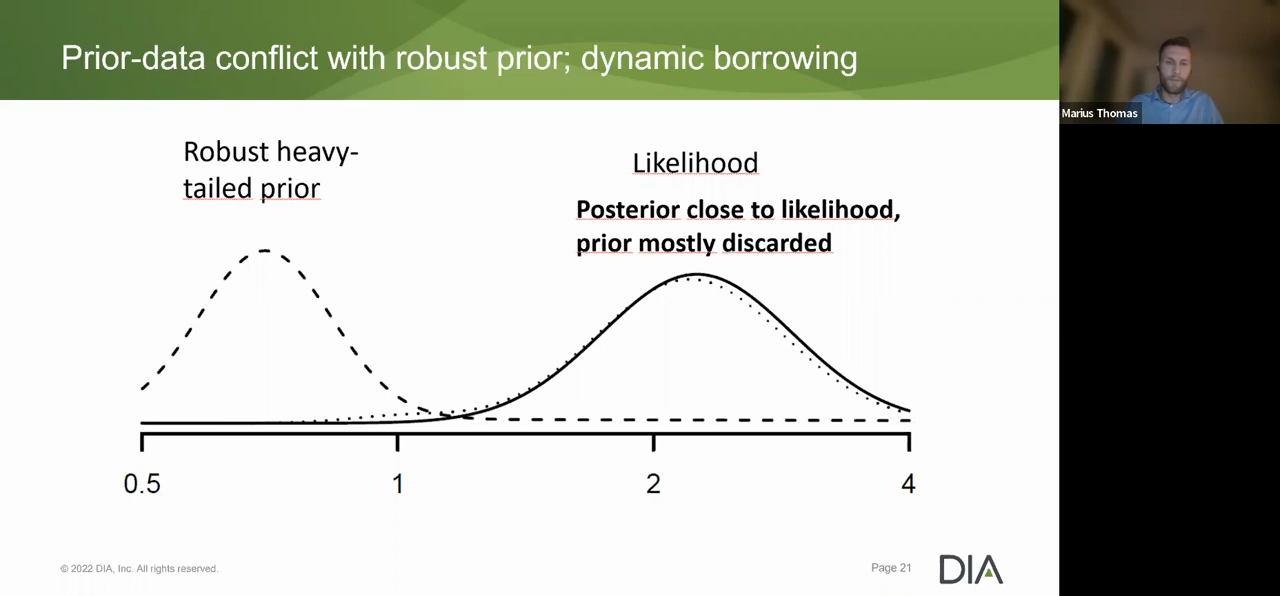 Prior-data conflict with robust prior; dynamic borrowing
Marius Thomas
Robust heavy-
tailed prior
Likelihood
Posterior close to likelihood,
prior mostly discarded
0.5 1 2 4
© 2022 DIA, Inc. All rights reserved.
Page 21
DIA